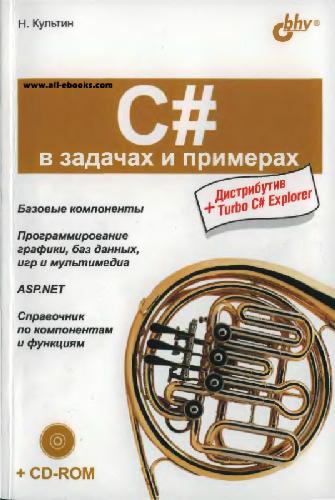 Н. Культин
bhv®
www.all-ebooks.com
C#
в задачах и примерах
Дистрибутив
+ Turbo C# Explorer
Базовые компоненты
Программирование
графики, баз данных,
игр и мультимедиа
ASP.NET
Справочник
по компонентам
и функциям
+ CD-ROM